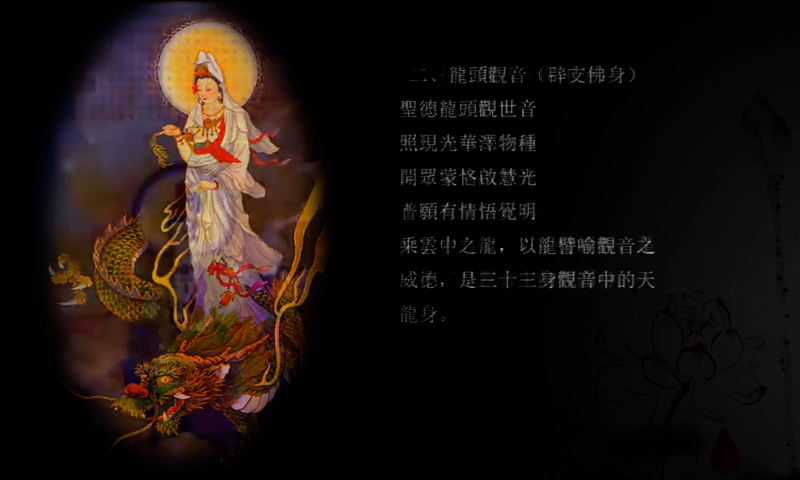 二、龍頭觀音（辟支佛身）
聖德龍頭觀世音
照現光華澤物種
開眾蒙恪啟慧光
普願有情悟覺明
乘雲中之龍，以龍譬喻觀音之
威德，是三十三身觀音中的天
龍身。